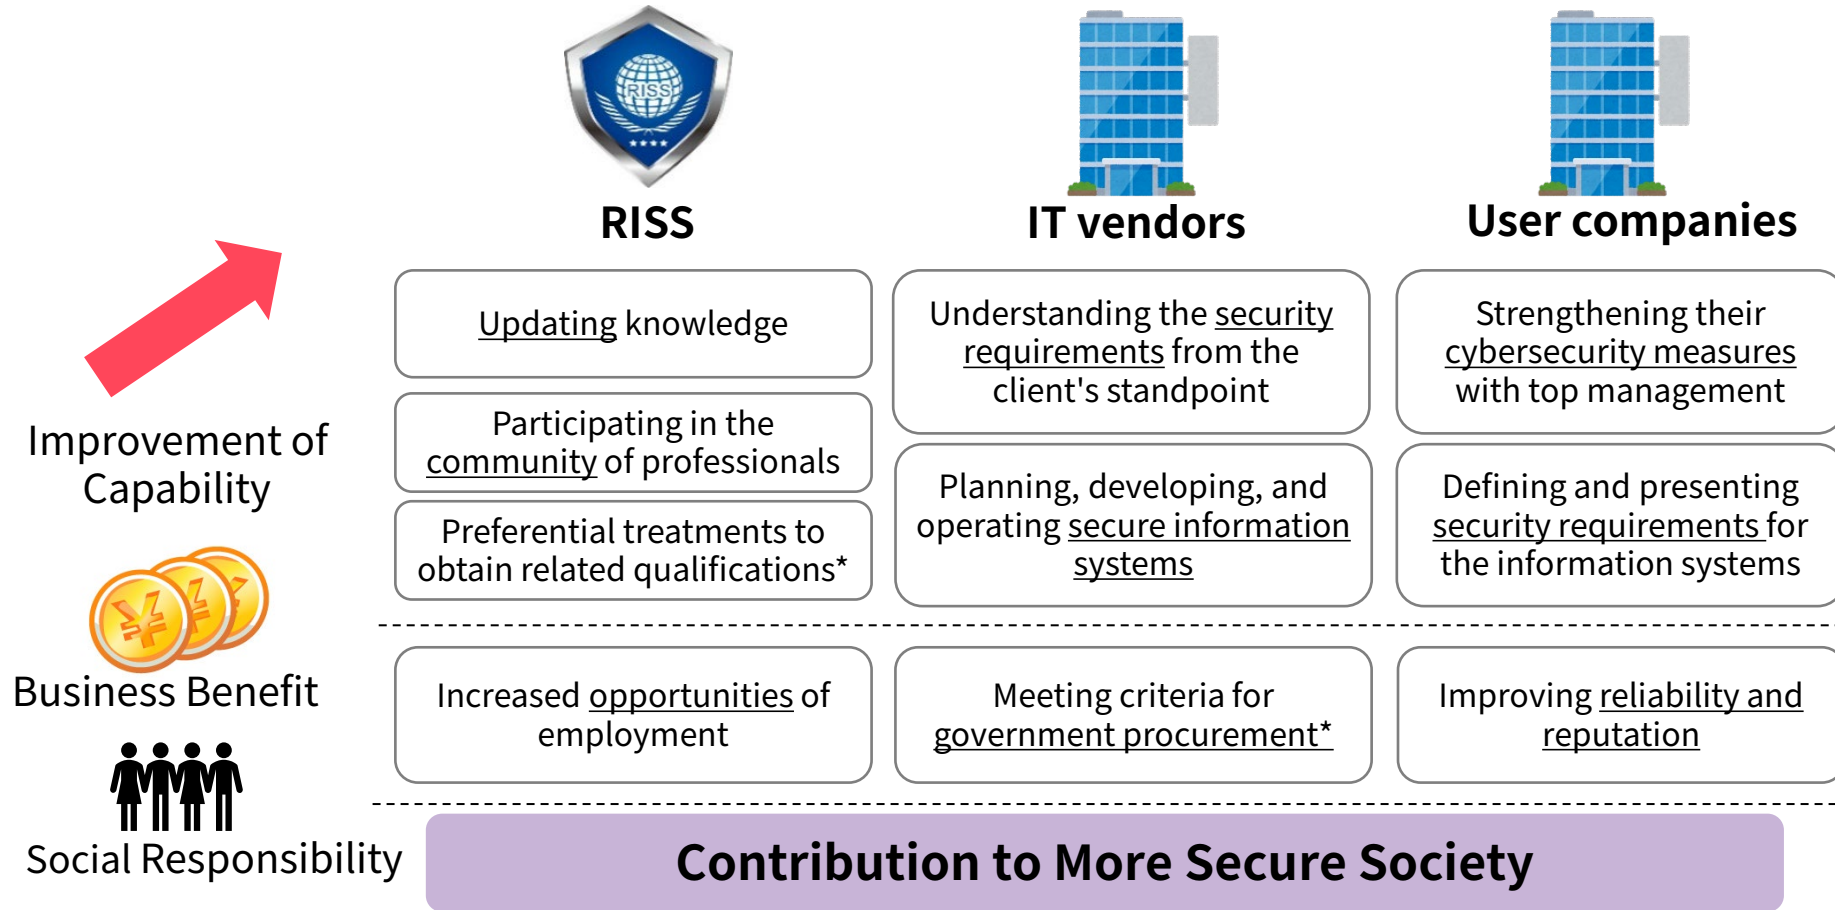 RISS
RISS
IT vendors
User companies
Improvement of
Capability
Updating knowledge
Participating in the
community of professionals
Preferential treatments to
obtain related qualifications*
Understanding the security
requirements from the
client's standpoint
Planning, developing, and
operating secure information
systems
Strengthening their
cybersecurity measures
with top management
Defining and presenting
security requirements for
the information systems
¥ ¥ ¥
Business Benefit
Increased opportunities of
employment
Meeting criteria for
government procurement*
Improving reliability and
reputation
Social Responsibility
Contribution to More Secure Society